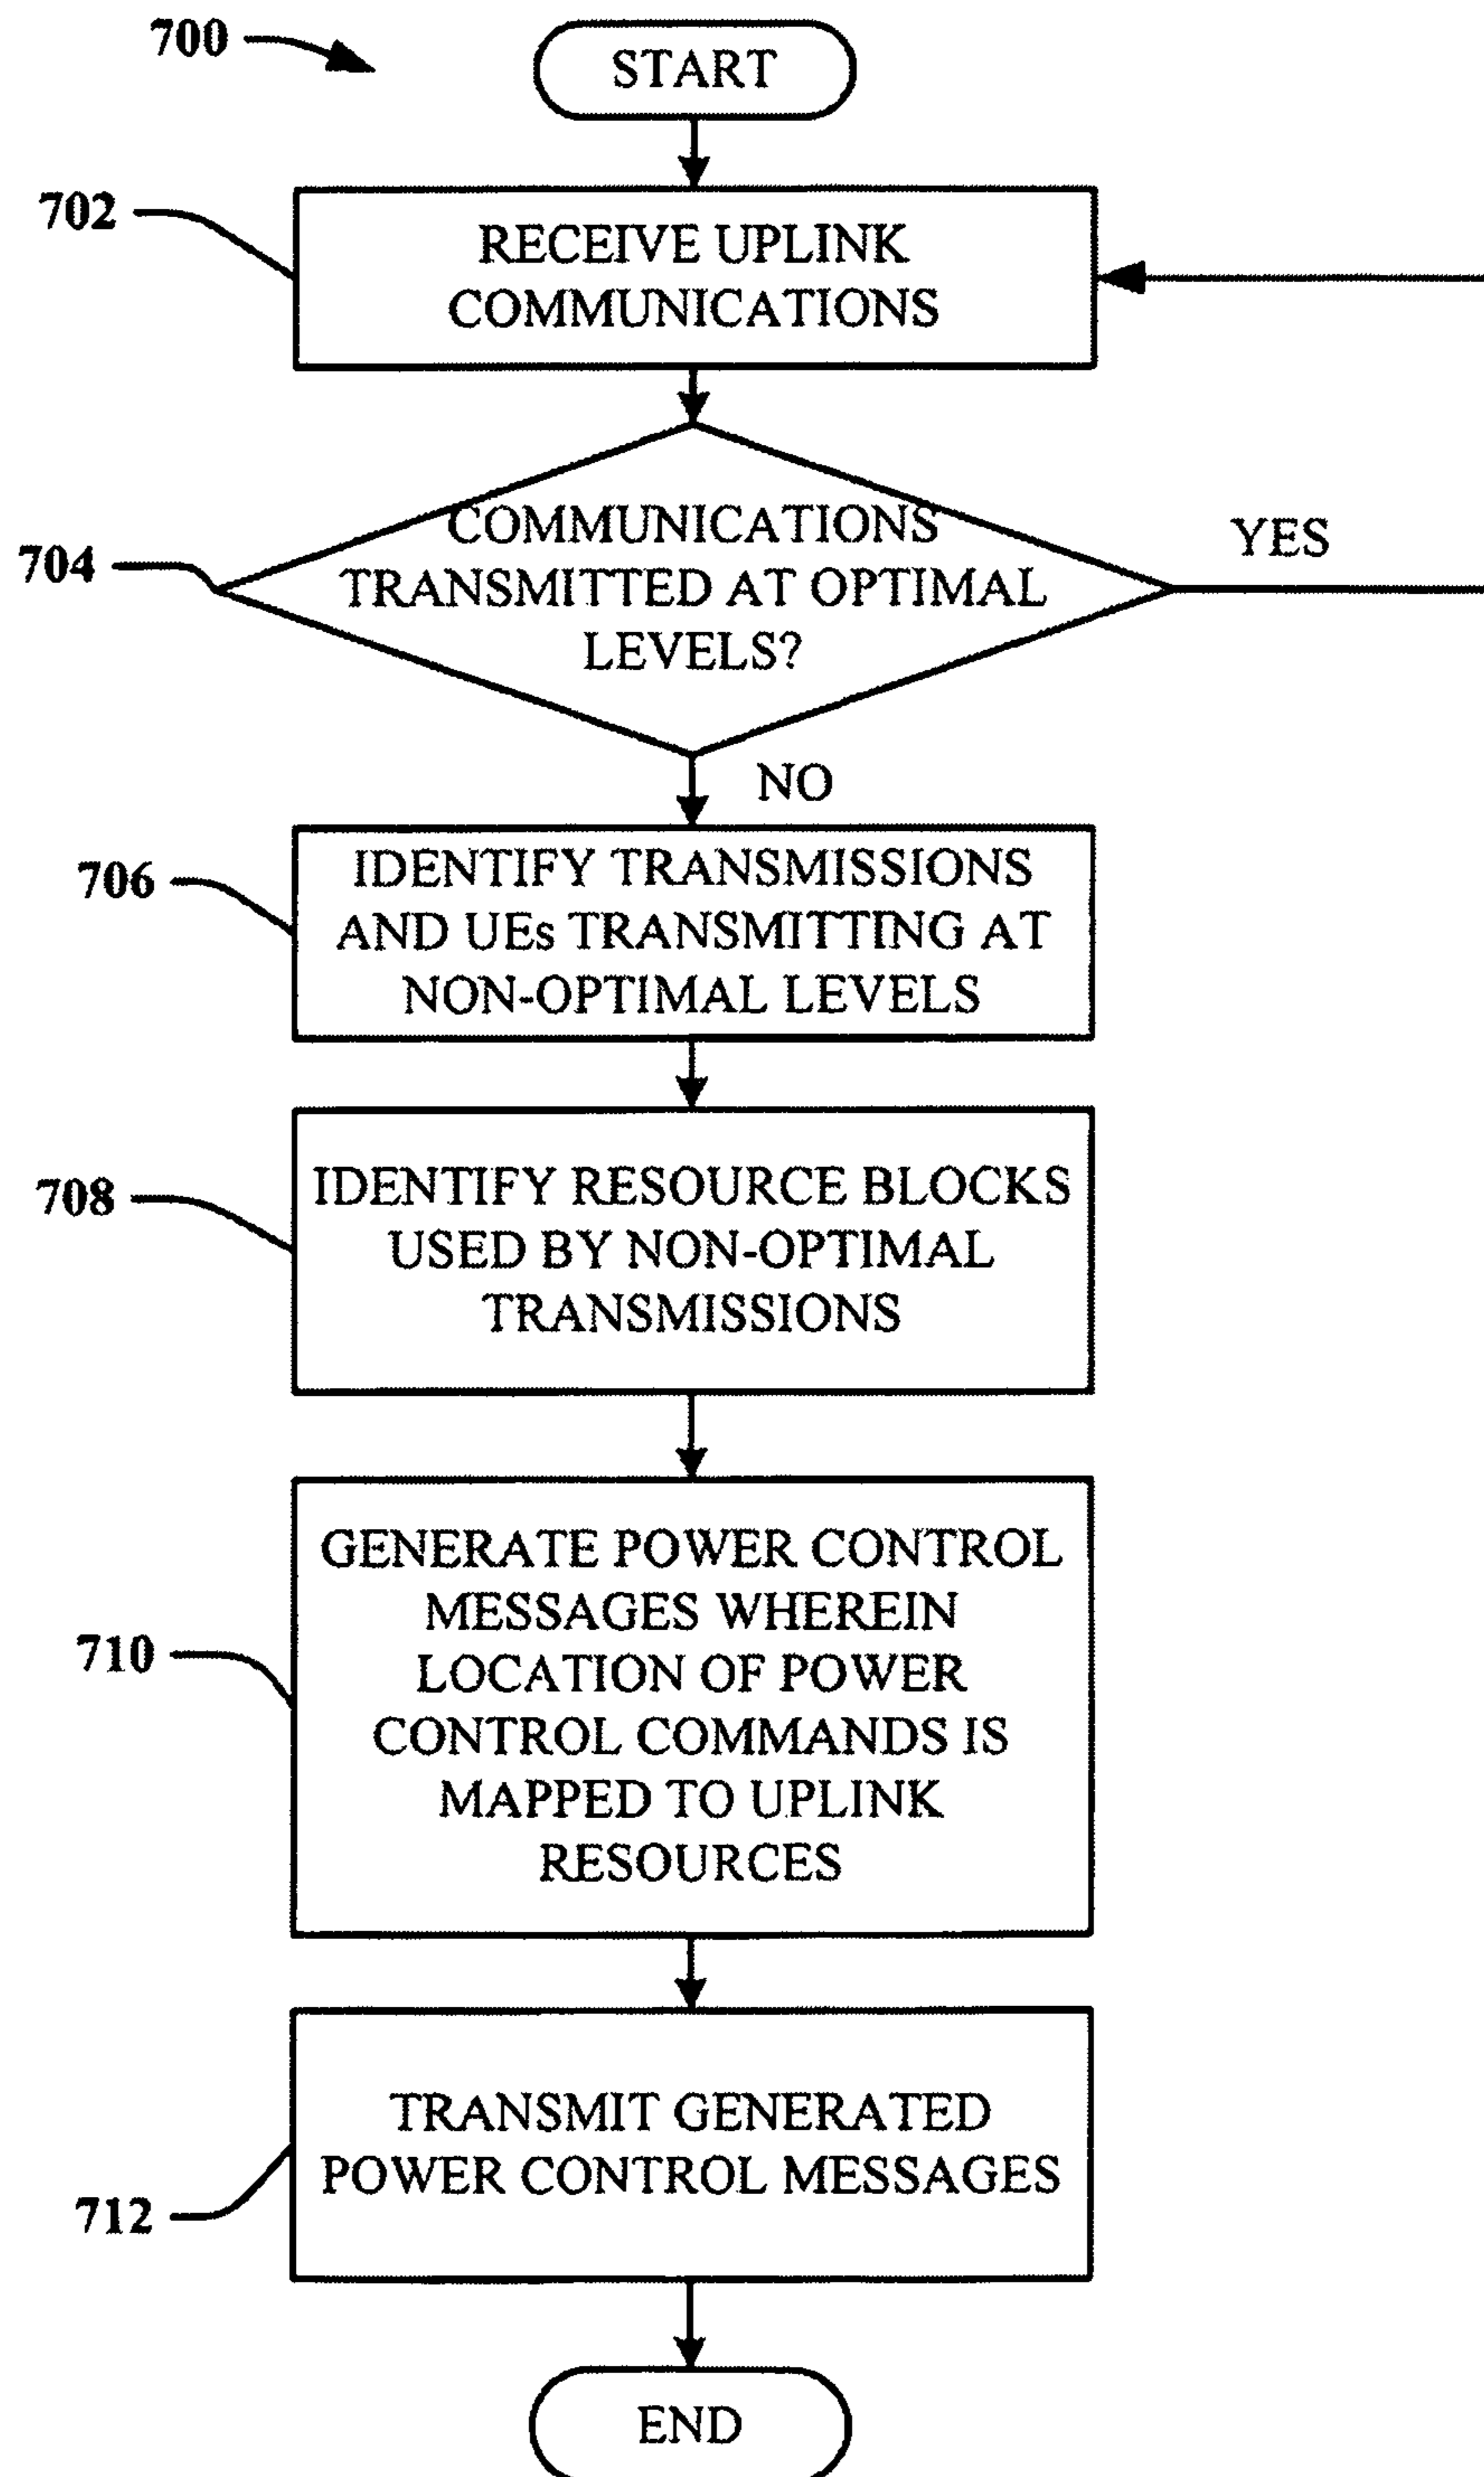 700
START
702
RECEIVE UPLINK
COMMUNICATIONS
704
COMMUNICATIONS
TRANSMITTED AT OPTIMAL
LEVELS?
YES
NO
706
IDENTIFY TRANSMISSIONS
AND UEs TRANSMITTING AT
NON-OPTIMAL LEVELS
708
IDENTIFY RESOURCE BLOCKS
USED BY NON-OPTIMAL
TRANSMISSIONS
710
GENERATE POWER CONTROL
MESSAGES WHEREIN
LOCATION OF POWER
CONTROL COMMANDS IS
MAPPED TO UPLINK
RESOURCES
712
TRANSMIT GENERATED
POWER CONTROL MESSAGES
END